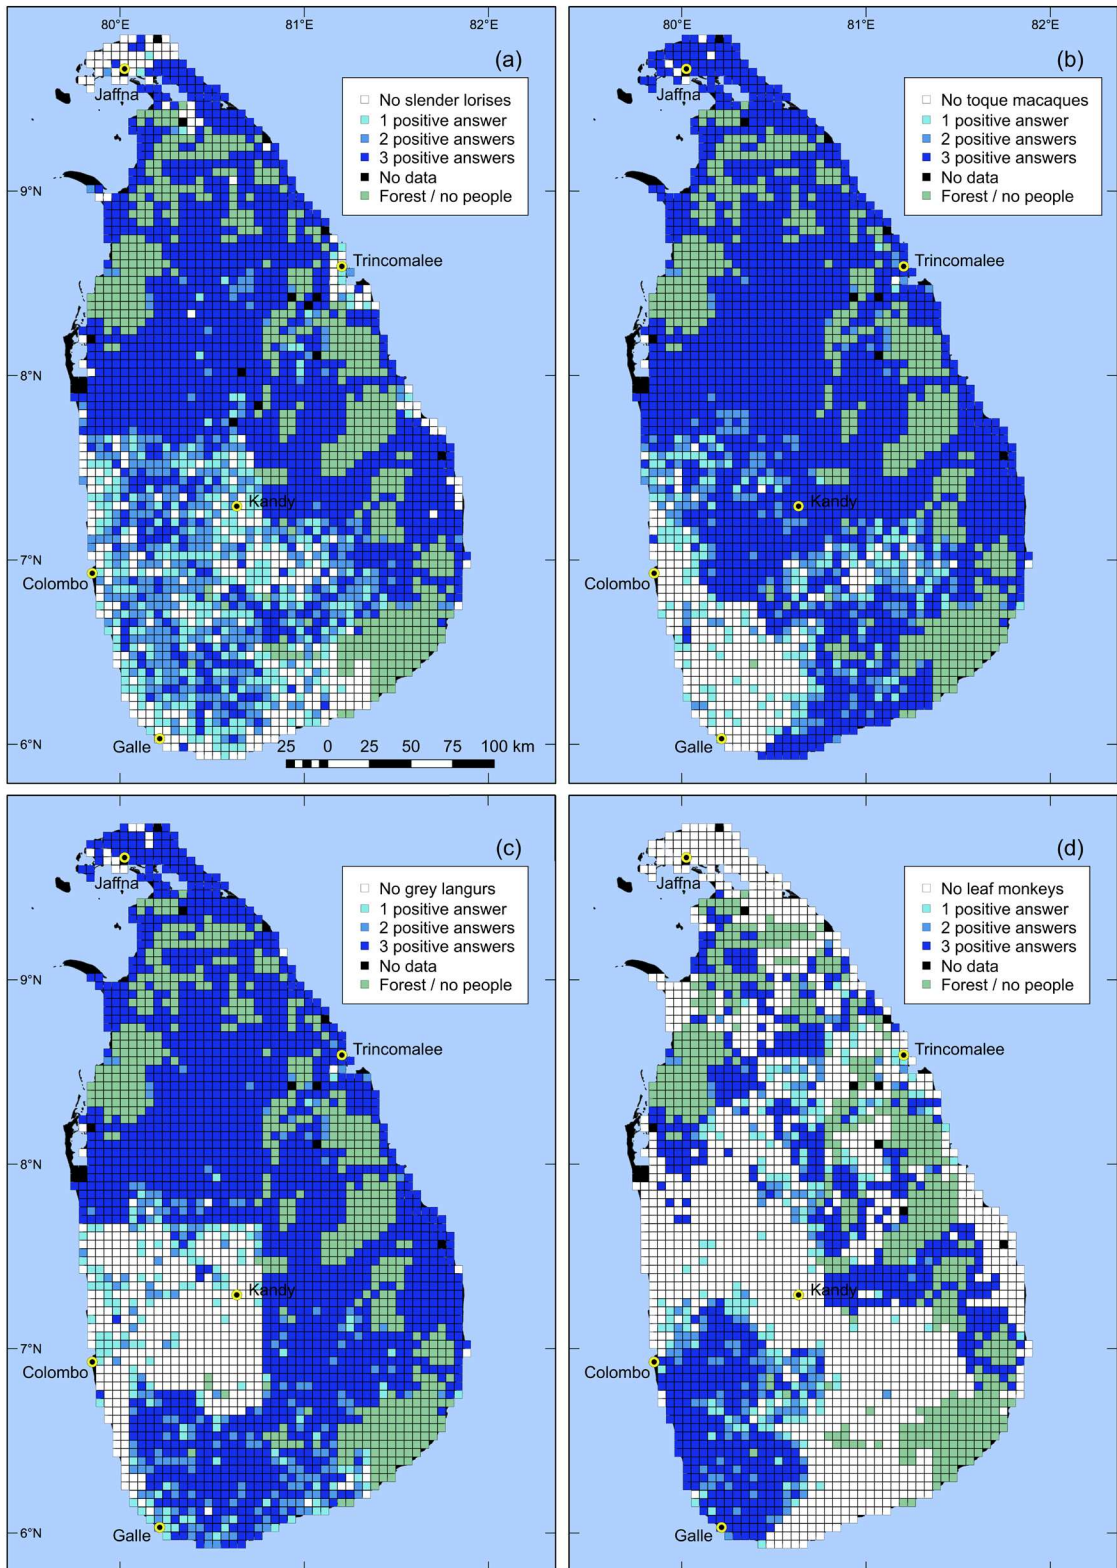 80°E 81°E 82°E
(a)
No slender lorises
1 positive answer
2 positive answers
3 positive answers
No data
Forest / no people
Jaffna
9°N
Trincomalee
8°N
Kandy
7°N
Colombo
Galle
6°N
25 0 25 50 75 100 km
80°E 81°E 82°E
(b)
No toque macaques
1 positive answer
2 positive answers
3 positive answers
No data
Forest / no people
Jaffna
Trincomalee
Kandy
Colombo
Galle
(c)
No grey langurs
1 positive answer
2 positive answers
3 positive answers
No data
Forest / no people
Jaffna
9°N
Trincomalee
8°N
Kandy
7°N
Colombo
Galle
6°N
(d)
No leaf monkeys
1 positive answer
2 positive answers
3 positive answers
No data
Forest / no people
Jaffna
Trincomalee
Kandy
Colombo
Galle